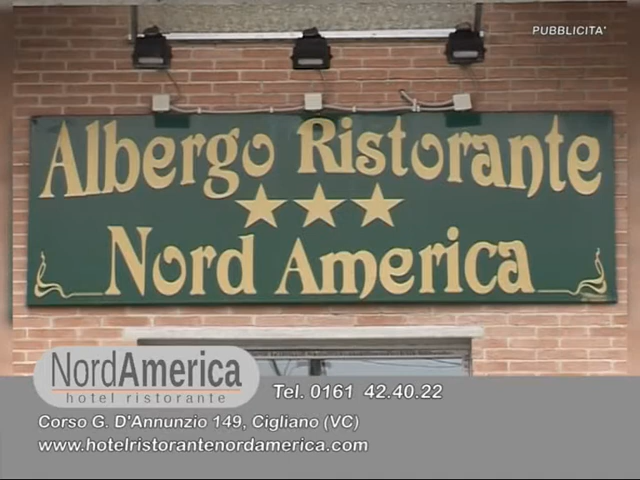 PUBBLICITA'
Albergo Ristorante
Nord America
NordAmerica
hotel ristorante
Tel. 0161 42.40.22
Corso G. D'Annunzio 149, Cigliano (VC)
www.hotelristorantenordamerica.com